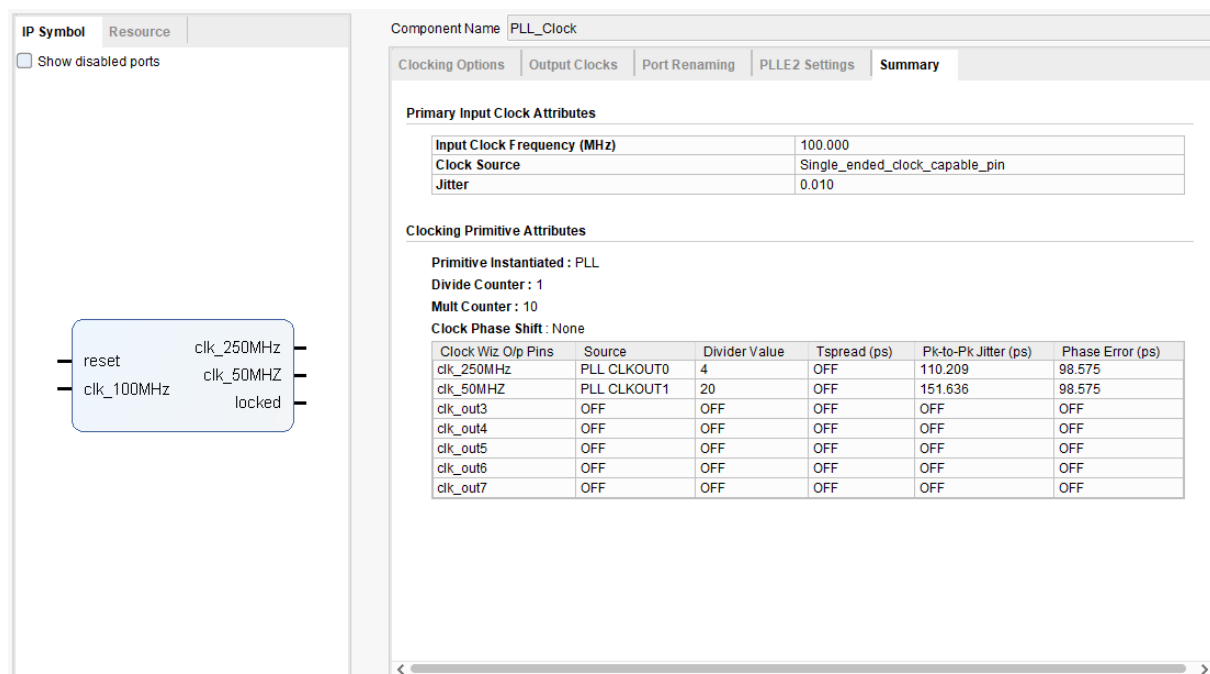 IP Symbol Resource
Show disabled ports
reset
clk_100MHz
clk_250MHz
clk_50MHZ
locked
Component Name PLL_Clock
Clocking Options Output Clocks Port Renaming PLLE2 Settings Summary
Primary Input Clock Attributes
Input Clock Frequency (MHz) 100.000
Clock Source Single_ended_clock_capable_pin
Jitter 0.010
Clocking Primitive Attributes
Primitive Instantiated : PLL
Divide Counter : 1
Mult Counter : 10
Clock Phase Shift : None
Clock Wiz O/p Pins Source Divider Value Tspread (ps) Pk-to-Pk Jitter (ps) Phase Error (ps)
clk_250MHz PLL CLKOUT0 4 OFF 110.209 98.575
clk_50MHZ PLL CLKOUT1 20 OFF 151.636 98.575
clk_out3 OFF OFF OFF OFF OFF
clk_out4 OFF OFF OFF OFF OFF
clk_out5 OFF OFF OFF OFF OFF
clk_out6 OFF OFF OFF OFF OFF
clk_out7 OFF OFF OFF OFF OFF